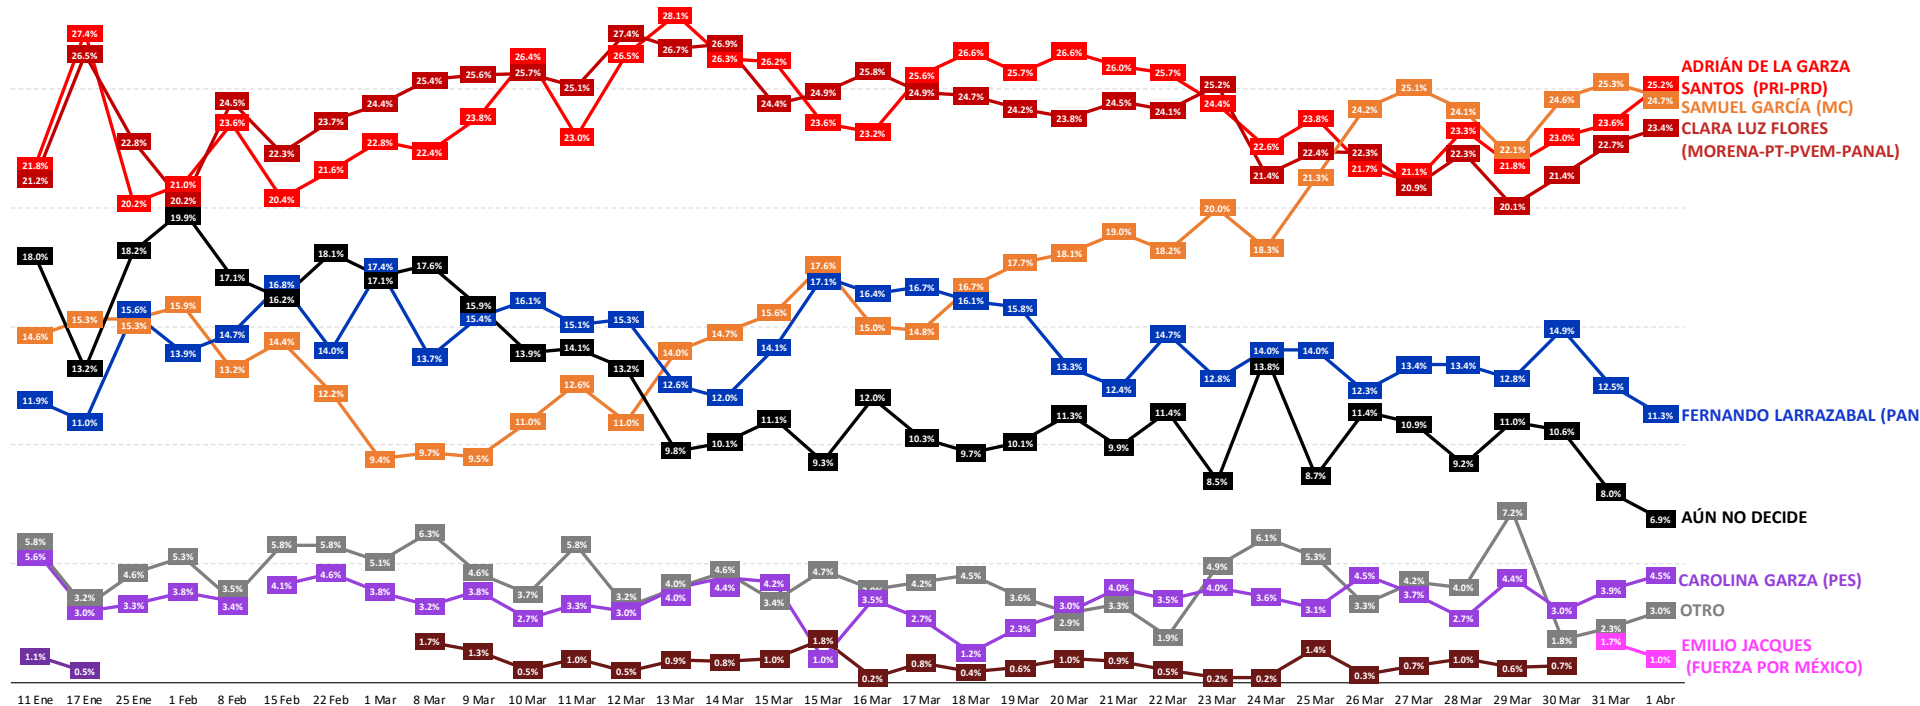 27.4% 28.1%
26.5% 27.4% 26.7% 26.9%
26.3% 26.2% 26.4% 26.5% 26.6% 26.6%
25.4% 25.6% 25.7% 25.1% 25.8% 25.6% 25.7% 26.0% 25.7% 25.2%
21.8% 22.8% 24.5% 23.7% 24.4% 23.8% 24.4% 24.9% 24.9% 24.7% 24.2% 23.8% 24.5% 24.1% 24.4%
21.2% 20.2% 21.0% 20.2% 23.6% 22.3% 20.4% 21.6% 22.8% 22.4% 23.0% 23.6% 23.2%
22.6% 21.4% 23.8% 22.4% 21.3% 24.2% 22.3% 21.7% 25.1% 21.1% 20.9% 24.1% 23.3% 22.3% 22.1% 21.8% 20.1% 24.6% 23.0% 21.4% 25.3% 23.6% 22.7% 25.2% 24.7% 23.4%
ADRIÁN DE LA GARZA
SANTOS (PRI-PRD)
SAMUEL GARCÍA (MC)
CLARA LUZ FLORES
(MORENA-PT-PVEM-PANAL)
18.0% 13.2% 18.2% 19.9% 17.1% 16.2% 18.1% 17.1% 17.6% 15.9% 13.9% 14.1% 13.2% 9.8% 10.1% 11.1% 9.3% 12.0% 10.3% 9.7% 10.1% 11.3% 9.9% 11.4% 8.5% 13.8% 8.7% 11.4% 10.9% 9.2% 11.0% 10.6% 8.0% 6.9%
14.6% 15.3% 15.3% 15.9% 13.2% 14.4% 12.2% 9.4% 9.7% 9.5% 11.0% 12.6% 11.0% 14.0% 14.7% 15.6% 17.6% 15.0% 14.8% 16.7% 17.7% 18.1% 19.0% 18.2% 20.0% 18.3%
11.9% 11.0% 15.6% 13.9% 14.7% 16.8% 14.0% 17.4% 13.7% 15.4% 16.1% 15.1% 15.3% 12.6% 12.0% 14.1% 17.1% 16.4% 16.7% 16.1% 15.8% 13.3% 12.4% 14.7% 12.8% 14.0% 14.0% 12.3% 13.4% 13.4% 12.8% 14.9% 12.5% 11.3%
FERNANDO LARRAZABAL (PAN
AÚN NO DECIDE
5.8% 3.2% 4.6% 5.3% 3.5% 5.8% 5.8% 5.1% 6.3% 4.6% 3.7% 5.8% 3.2% 4.0% 4.6% 3.4% 4.7% 4.2% 4.5% 3.6% 2.9% 3.3% 1.9% 4.9% 6.1% 5.3% 3.3% 4.2% 4.0% 7.2% 1.8% 2.3% 3.0%
5.6% 3.0% 3.3% 3.8% 3.4% 4.1% 4.6% 3.8% 3.2% 3.8% 2.7% 3.3% 3.0% 4.0% 4.4% 4.2% 1.0% 3.5% 2.7% 1.2% 2.3% 3.0% 4.0% 3.5% 4.0% 3.6% 3.1% 4.5% 3.7% 2.7% 4.4% 3.0% 3.9% 4.5%
CAROLINA GARZA (PES)
OTRO
1.1% 0.5% 1.7% 1.3% 0.5% 1.0% 0.5% 0.9% 0.8% 1.0% 1.8% 0.2% 0.8% 0.4% 0.6% 1.0% 0.9% 0.5% 0.2% 0.2% 1.4% 0.3% 0.7% 1.0% 0.6% 0.7% 1.7% 1.0%
EMILIO JACQUES
(FUERZA POR MÉXICO)
11 Ene 17 Ene 25 Ene 1 Feb 8 Feb 15 Feb 22 Feb 1 Mar 8 Mar 9 Mar 10 Mar 11 Mar 12 Mar 13 Mar 14 Mar 15 Mar 15 Mar 16 Mar 17 Mar 18 Mar 19 Mar 20 Mar 21 Mar 22 Mar 23 Mar 24 Mar 25 Mar 26 Mar 27 Mar 28 Mar 29 Mar 30 Mar 31 Mar 1 Abr